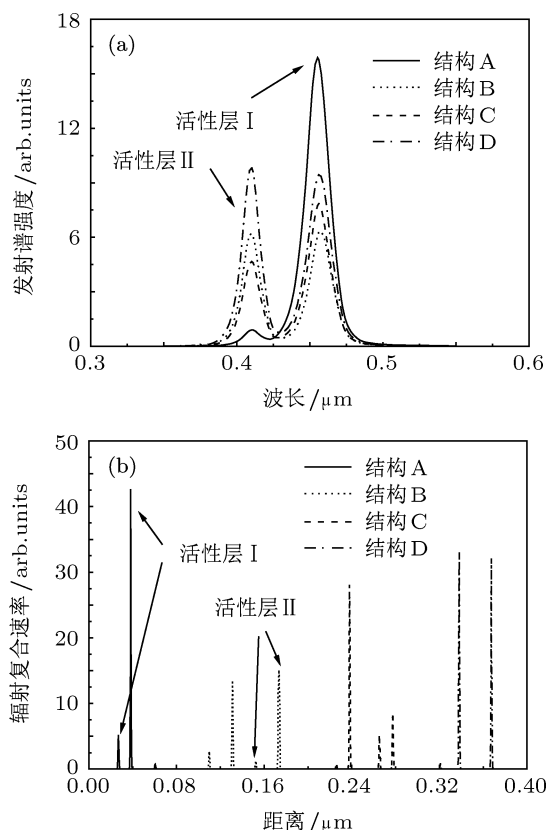 18
(a)
结构A
结构B
结构C
结构D
活性层Ⅰ
活性层Ⅱ
12
6
0
发射谱强度/arb.units
0.3
0.4
0.5
0.6
波长/μm
50
(b)
结构A
结构B
结构C
结构D
40
活性层Ⅰ
30
活性层Ⅱ
20
10
0
辐射复合速率/arb.units
0.00
0.08
0.16
0.24
0.32
0.40
距离/μm